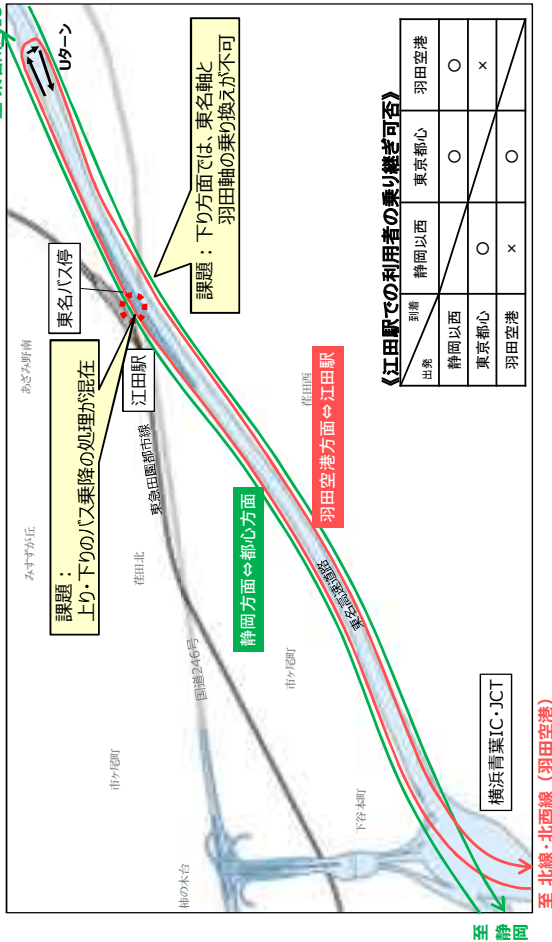 Uターン
東名バス停
課題：
上り・下りのバス乗降の処理が混在
江田駅
課題：下り方面では、東名軸と
羽田軸の乗り換えが不可
あざみ野南
みすずが丘
荏田北
東急田園都市線
荏田西
静岡方面⇔都心方面
羽田空港方面⇔江田駅
国道246号
東名高速道路
市ヶ尾町
市ヶ尾町
柿の木台
下谷本町
横浜青葉IC・JCT
至
静岡
至 北線・北西線（羽田空港）
《江田駅での利用者の乗り継ぎ可否》
出発 到着 静岡以西 東京都心 羽田空港
静岡以西 ○ ○
東京都心 ○ ×
羽田空港 × ○